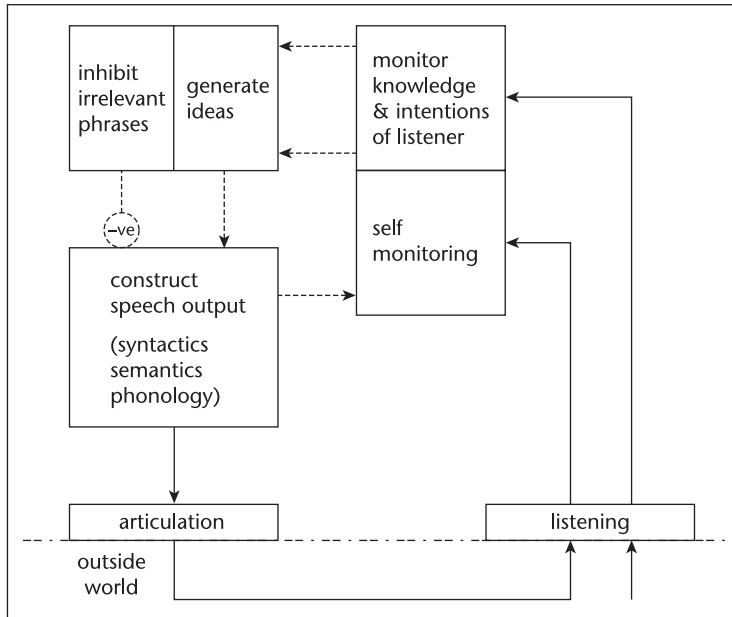 inhibit
irrelevant
phrases
generate
ideas
monitor
knowledge
& intentions
of listener
–ve
self
monitoring
construct
speech output
(syntactics
semantics
phonology)
articulation
listening
outside
world